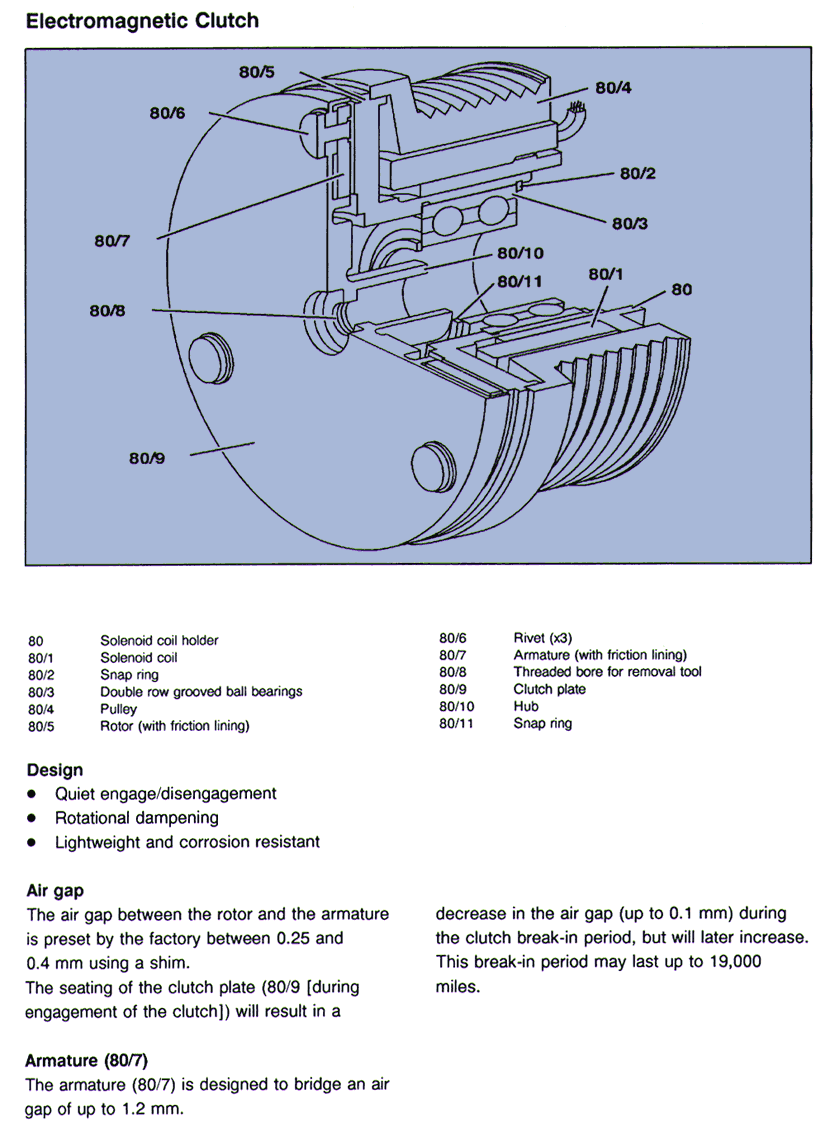 Electromagnetic Clutch
80/5
80/4
80/6
80/2
80/3
80/7
80/10
80/11
80/1
80
80/8
80/9
80 Solenoid coil holder
80/1 Solenoid coil
80/2 Snap ring
80/3 Double row grooved ball bearings
80/4 Pulley
80/5 Rotor (with friction lining)
80/6 Rivet (x3)
80/7 Armature (with friction lining)
80/8 Threaded bore for removal tool
80/9 Clutch plate
80/10 Hub
80/11 Snap ring
Design
● Quiet engage/disengagement
● Rotational dampening
● Lightweight and corrosion resistant
Air gap
The air gap between the rotor and the armature
is preset by the factory between 0.25 and
0.4 mm using a shim.
The seating of the clutch plate (80/9 [during
engagement of the clutch]) will result in a
decrease in the air gap (up to 0.1 mm) during
the clutch break-in period, but will later increase.
This break-in period may last up to 19,000
miles.
Armature (80/7)
The armature (80/7) is designed to bridge an air
gap of up to 1.2 mm.